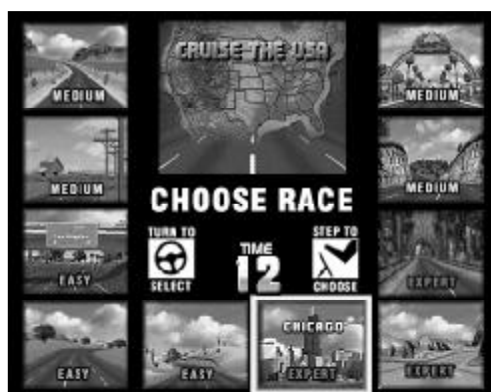 CRUISE THE USA
MEDIUM
MEDIUM
MEDIUM
MEDIUM
CHOOSE RACE
TURN TO
SELECT
TIME
12
STEP TO
CHOOSE
EASY
EXPERT
EASY
EASY
CHICAGO
EXPERT
EXPERT